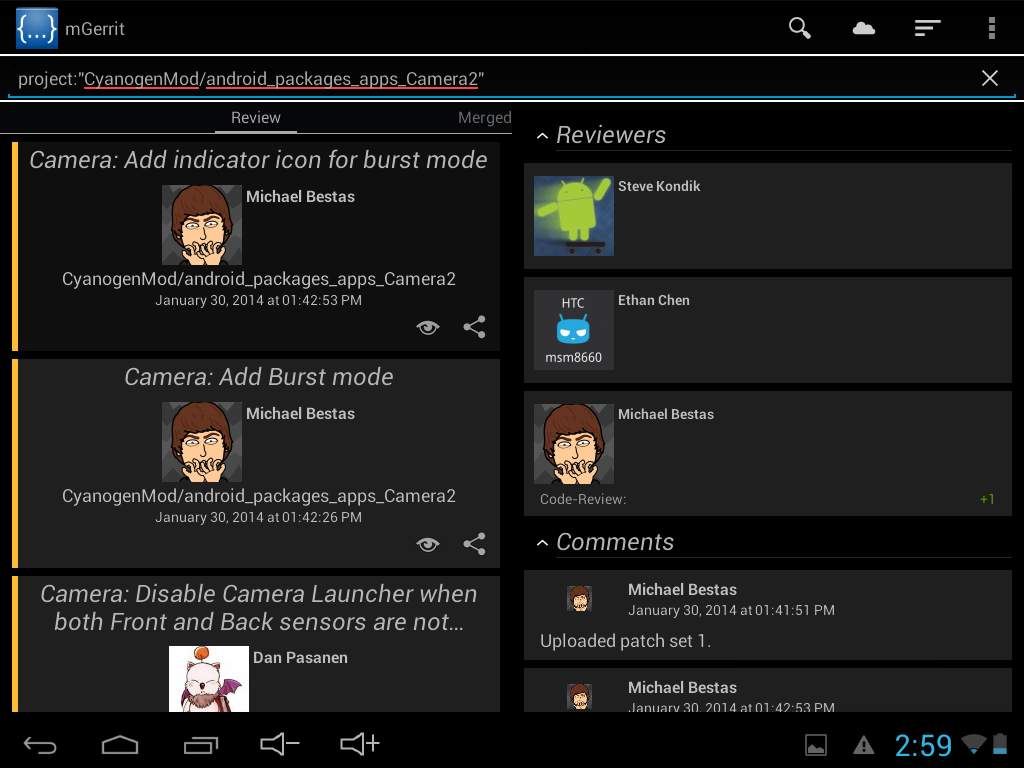 {...} mGerrit
project:"CyanogenMod/android_packages_apps_Camera2"
Review
Merged
Camera: Add indicator icon for burst mode
Michael Bestas
CyanogenMod/android_packages_apps_Camera2
January 30, 2014 at 01:42:53 PM
Camera: Add Burst mode
Michael Bestas
CyanogenMod/android_packages_apps_Camera2
January 30, 2014 at 01:42:26 PM
Camera: Disable Camera Launcher when
both Front and Back sensors are not…
Dan Pasanen
Reviewers
Steve Kondik
HTC
msm8660
Ethan Chen
Michael Bestas
Code-Review: +1
Comments
Michael Bestas
January 30, 2014 at 01:41:51 PM
Uploaded patch set 1.
Michael Bestas
January 30, 2014 at 01:42:53 PM
2:59